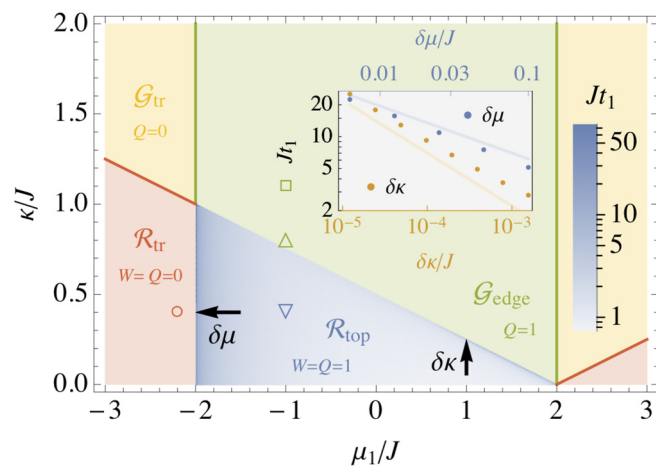 2.0
1.5
1.0
0.5
0.0
κ/J
−3
−2
−1
0
1
2
3
μ₁/J
𝒢tr
Q=0
ℛtr
W= Q=0
δμ
ℛtop
W=Q=1
δκ
𝒢edge
Q=1
δμ/J
0.01
0.03
0.1
20
10
5
2
Jt₁
δμ
δκ
10⁻⁵
10⁻⁴
10⁻³
δκ/J
Jt₁
50
10
5
1